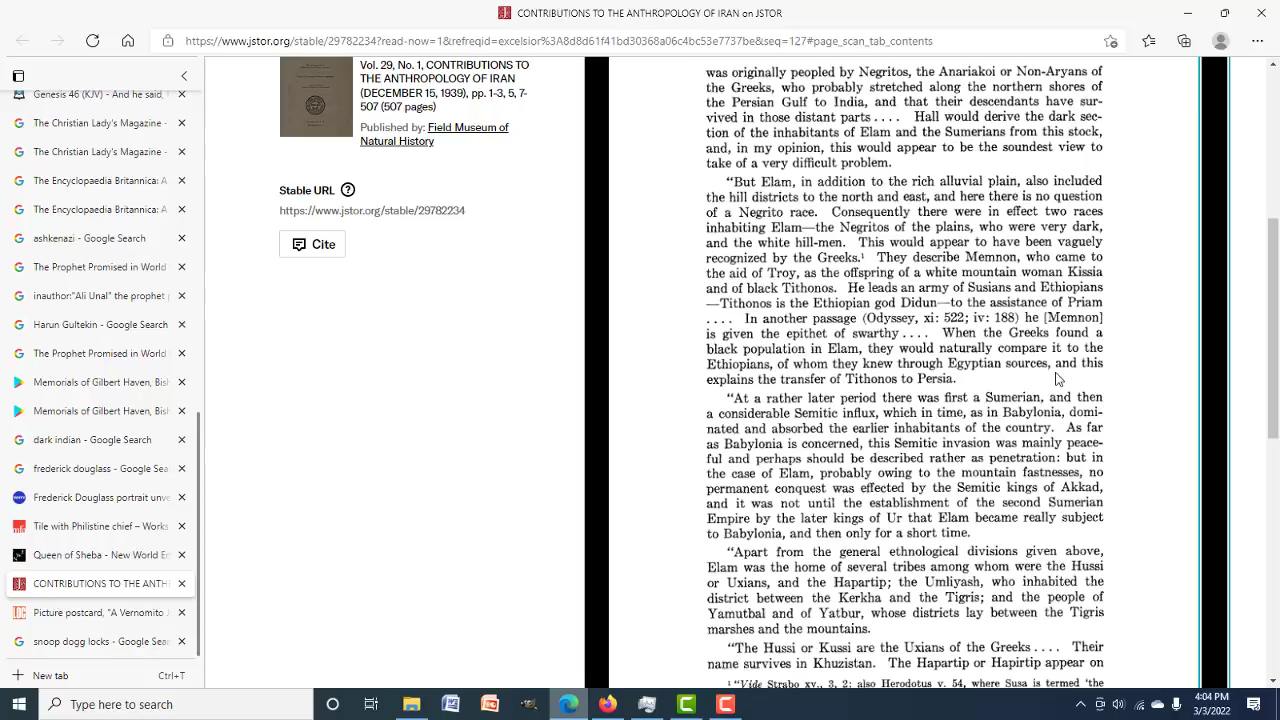 CONTRIBUTIONS TO THE ANTHROPOLOGY OF IRAN on JSTOR
https://www.jstor.org/stable/29782234?read-now=1&refreqid=excelsior%3A8d8d61f41bd30368a06c4bc53e7737be&seq=127#page_scan_tab_contents
Genesis 46 (KJV) - And he said
The Christian Lady's Magazine -
The Christian Lady's Magazine -
The Encyclopaedia Britannica: A
The Encyclopaedia Britannica: A
ashkenazi - Google Search
The Prophet Promised in World
inauthor:"Ali Unal" the prophet
Harun Gultekin - Google Search
The Prophet Promised in World
Memorials of Gilbert Haven, Bish
Memorials of Gilbert Haven, Bish
dark indian - Google Search
frederick douglass - Google Sea
Frederick Douglass portrait unve
Tile with Philistine chief – Works
Queen of Sheba - New World En
CONTRIBUTIONS TO THE ANTH
Picture postcard, "A Vernomito
- Google Search
New tab
Ctrl
Vol. 29, No. 1, CONTRIBUTIONS TO
THE ANTHROPOLOGY OF IRAN
(DECEMBER 15, 1939), pp. 1-3, 5, 7-
507 (507 pages)
Published by: Field Museum of
Natural History
Stable URL
https://www.jstor.org/stable/29782234
Cite
was originally peopled by Negritos, the Anariakoi or Non-Aryans of
the Greeks, who probably stretched along the northern shores of
the Persian Gulf to India, and that their descendants have sur-
vived in those distant parts . . . . Hall would derive the dark sec-
tion of the inhabitants of Elam and the Sumerians from this stock,
and, in my opinion, this would appear to be the soundest view to
take of a very difficult problem.
"But Elam, in addition to the rich alluvial plain, also included
the hill districts to the north and east, and here there is no question
of a Negrito race. Consequently there were in effect two races
inhabiting Elam—the Negritos of the plains, who were very dark,
and the white hill-men. This would appear to have been vaguely
recognized by the Greeks.¹ They describe Memnon, who came to
the aid of Troy, as the offspring of a white mountain woman Kissia
and of black Tithonos. He leads an army of Susians and Ethiopians
—Tithonos is the Ethiopian god Didun—to the assistance of Priam
. . . . In another passage (Odyssey, xi: 522; iv: 188) he [Memnon]
is given the epithet of swarthy . . . . When the Greeks found a
black population in Elam, they would naturally compare it to the
Ethiopians, of whom they knew through Egyptian sources, and this
explains the transfer of Tithonos to Persia.
"At a rather later period there was first a Sumerian, and then
a considerable Semitic influx, which in time, as in Babylonia, domi-
nated and absorbed the earlier inhabitants of the country. As far
as Babylonia is concerned, this Semitic invasion was mainly peace-
ful and perhaps should be described rather as penetration: but in
the case of Elam, probably owing to the mountain fastnesses, no
permanent conquest was effected by the Semitic kings of Akkad,
and it was not until the establishment of the second Sumerian
Empire by the later kings of Ur that Elam became really subject
to Babylonia, and then only for a short time.
"Apart from the general ethnological divisions given above,
Elam was the home of several tribes among whom were the Hussi
or Uxians, and the Hapartip; the Umliyash, who inhabited the
district between the Kerkha and the Tigris; and the people of
Yamutbal and of Yatbur, whose districts lay between the Tigris
marshes and the mountains.
"The Hussi or Kussi are the Uxians of the Greeks . . . . Their
name survives in Khuzistan. The Hapartip or Hapirtip appear on
¹ "Vide Strabo xv., 3, 2; also Herodotus v. 54, where Susa is termed 'the
Type here to search
4:04 PM
3/3/2022